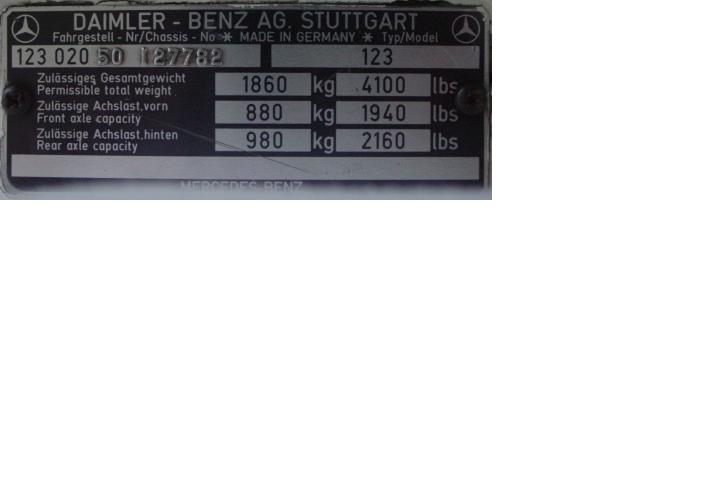 DAIMLER - BENZ AG. STUTTGART
Fahrgestell - Nr/Chassis - No * MADE IN GERMANY * Typ/Model
123 020 50 127782 123
Zulässiges Gesamtgewicht
Permissible total weight 1860 kg 4100 lbs
Zulässige Achslast,vorn
Front axle capacity 880 kg 1940 lbs
Zulässige Achslast,hinten
Rear axle capacity 980 kg 2160 lbs
MERCEDES-BENZ